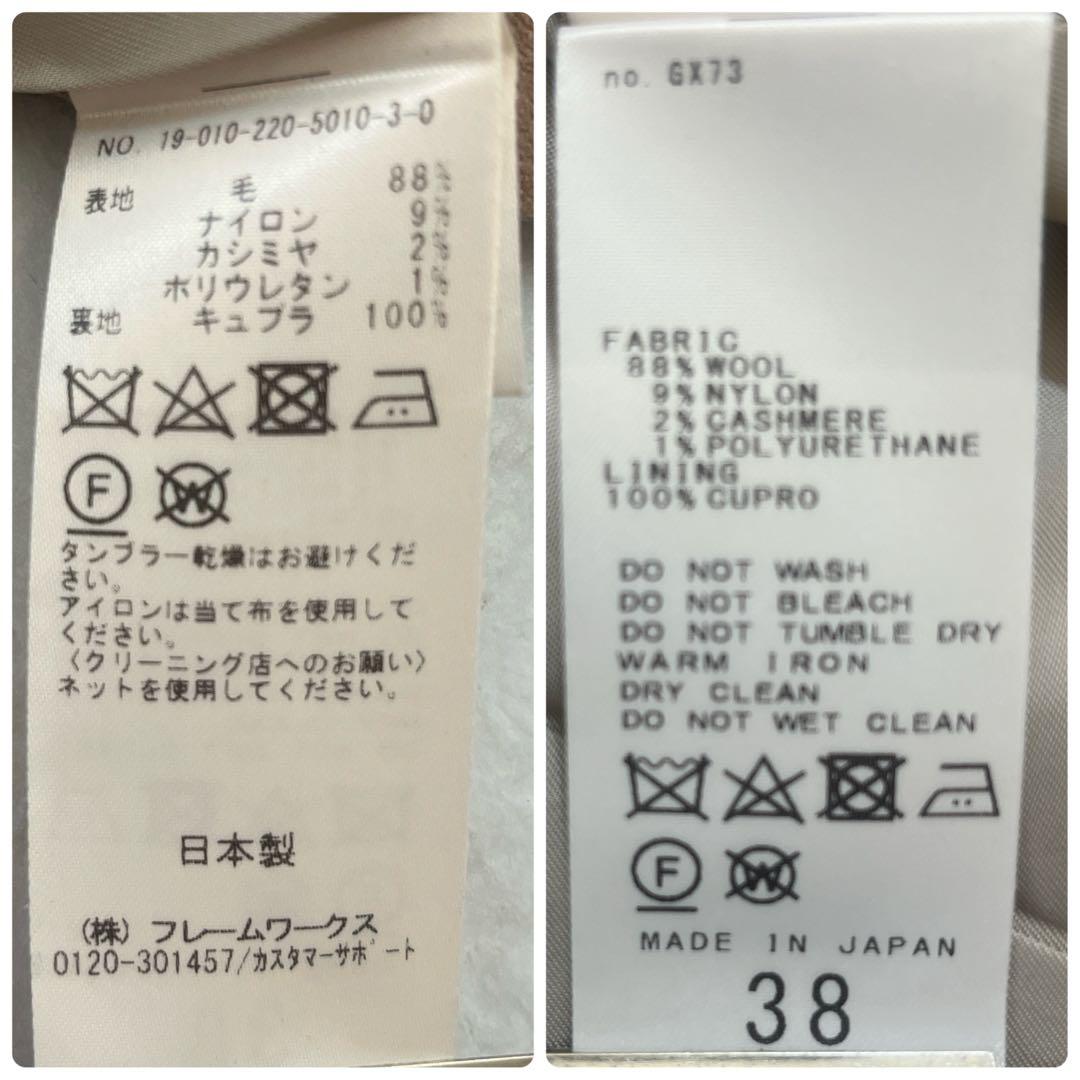 NO. 19-010-220-5010-3-0
表地 毛 88%
ナイロン 9%
カシミヤ 2%
ポリウレタン 1%
裏地 キュプラ 100%
F W
タンブラー乾燥はお避けくだ
さい。
アイロンは当て布を使用して
ください。
〈クリーニング店へのお願い〉
ネットを使用してください。
日本製
(株) フレームワークス
0120-301457/ｶｽﾀﾏｰｻﾎﾟｰﾄ
no. GX73
FABRIC
88% WOOL
9% NYLON
2% CASHMERE
1% POLYURETHANE
LINING
100% CUPRO
DO NOT WASH
DO NOT BLEACH
DO NOT TUMBLE DRY
WARM IRON
DRY CLEAN
DO NOT WET CLEAN
F W
MADE IN JAPAN
38